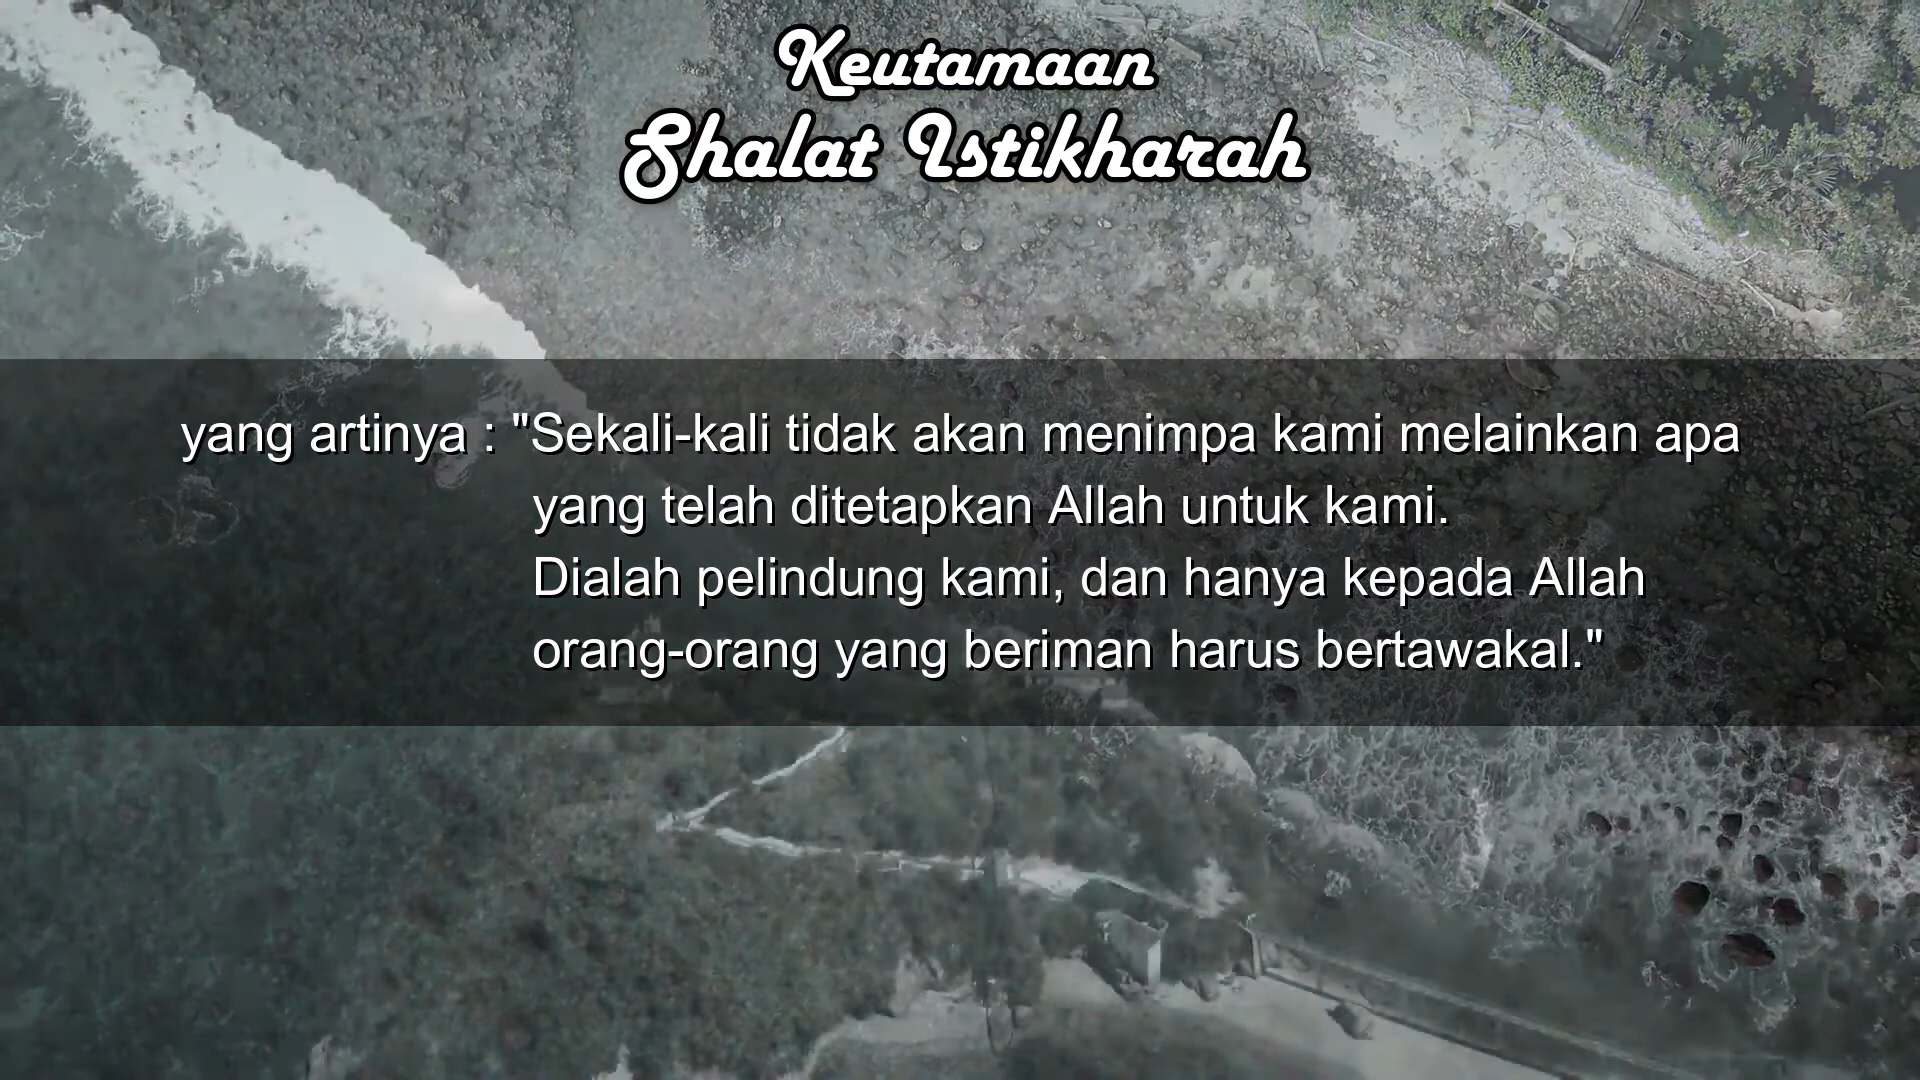 Keutamaan
Shalat Istikharah
yang artinya : "Sekali-kali tidak akan menimpa kami melainkan apa
yang telah ditetapkan Allah untuk kami.
Dialah pelindung kami, dan hanya kepada Allah
orang-orang yang beriman harus bertawakal."